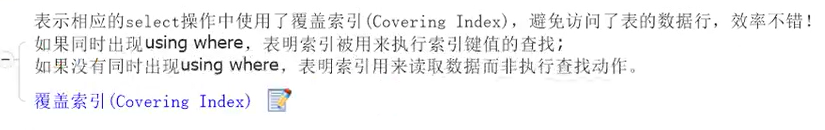 表示相应的select操作中使用了覆盖索引(Covering Index)，避免访问了表的数据行，效率不错！
如果同时出现using where，表明索引被用来执行索引键值的查找；
如果没有同时出现using where，表明索引用来读取数据而非执行查找动作。
覆盖索引(Covering Index)